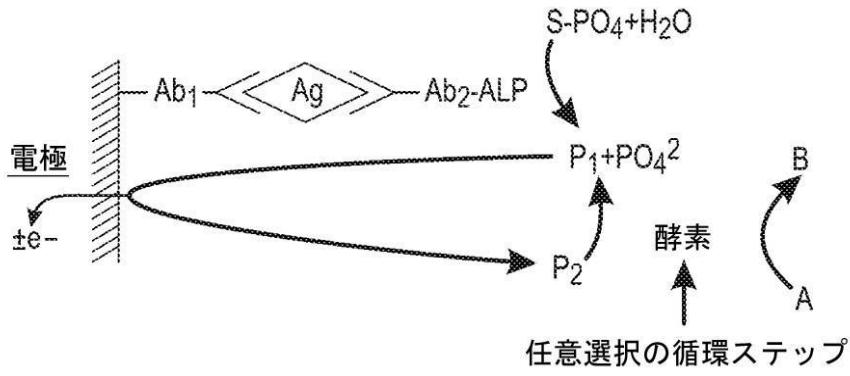 S-PO4+H2O
Ab1
Ag
Ab2-ALP
電極
P1+PO4²
B
±e−
酵素
P2
A
任意選択の循環ステップ